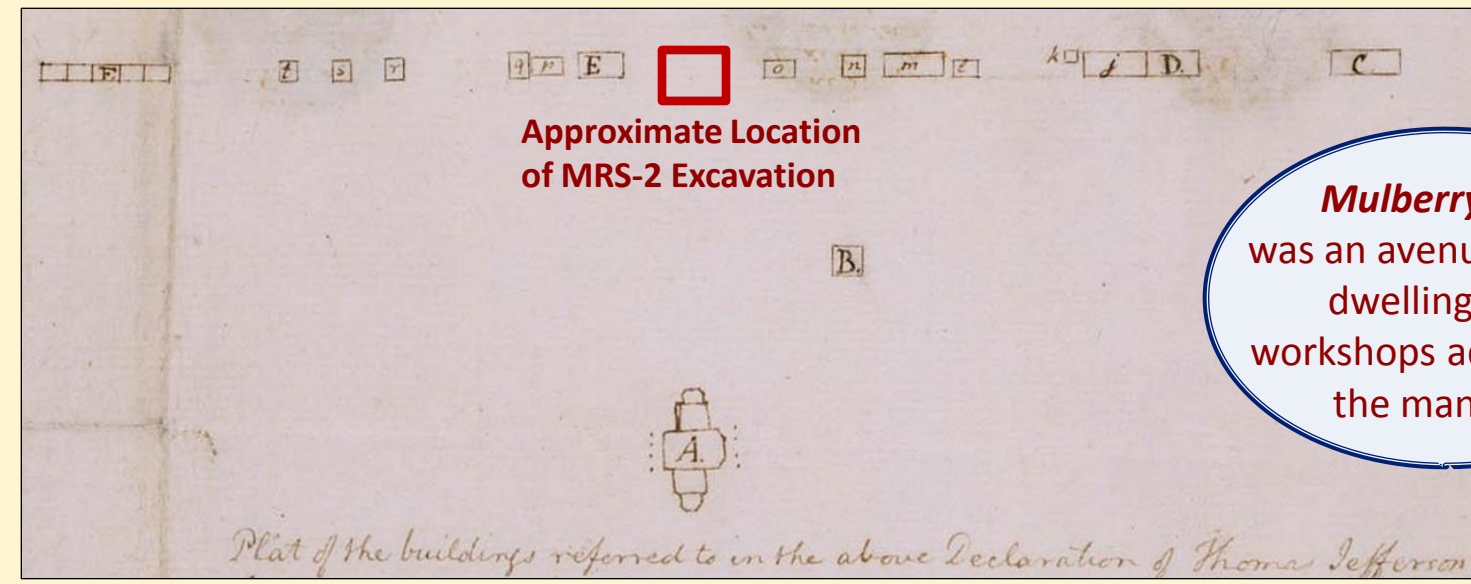 F. t s r q p E o n m l k j D. C
Approximate Location
of MRS-2 Excavation
Mulberry
was an avenu
dwelling
workshops a
the man
B.
A.
Plat of the buildings referred to in the above Declaration of Thomas Jefferson